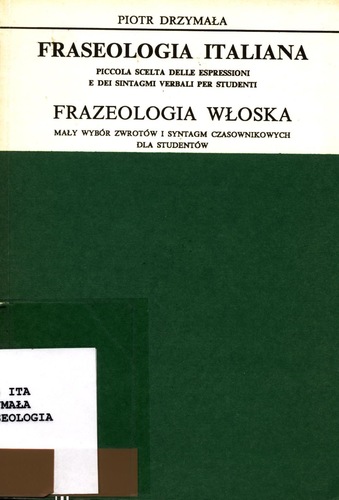 PIOTR DRZYMAŁA
FRASEOLOGIA ITALIANA
PICCOLA SCELTA DELLE ESPRESSIONI
E DEI SINTAGMI VERBALI PER STUDENTI
FRAZEOLOGIA WŁOSKA
MAŁY WYBÓR ZWROTÓW I SYNTAGM CZASOWNIKOWYCH
DLA STUDENTÓW
ITA
MAŁA
EOLOGIA